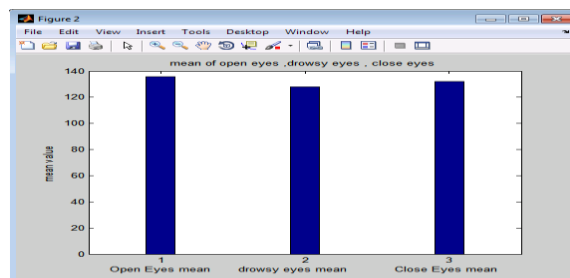 Figure 2
File Edit View Insert Tools Desktop Window Help
mean of open eyes ,drowsy eyes , close eyes
140
120
100
80
60
40
20
0
mean value
1 2 3
Open Eyes mean drowsy eyes mean Close Eyes mean